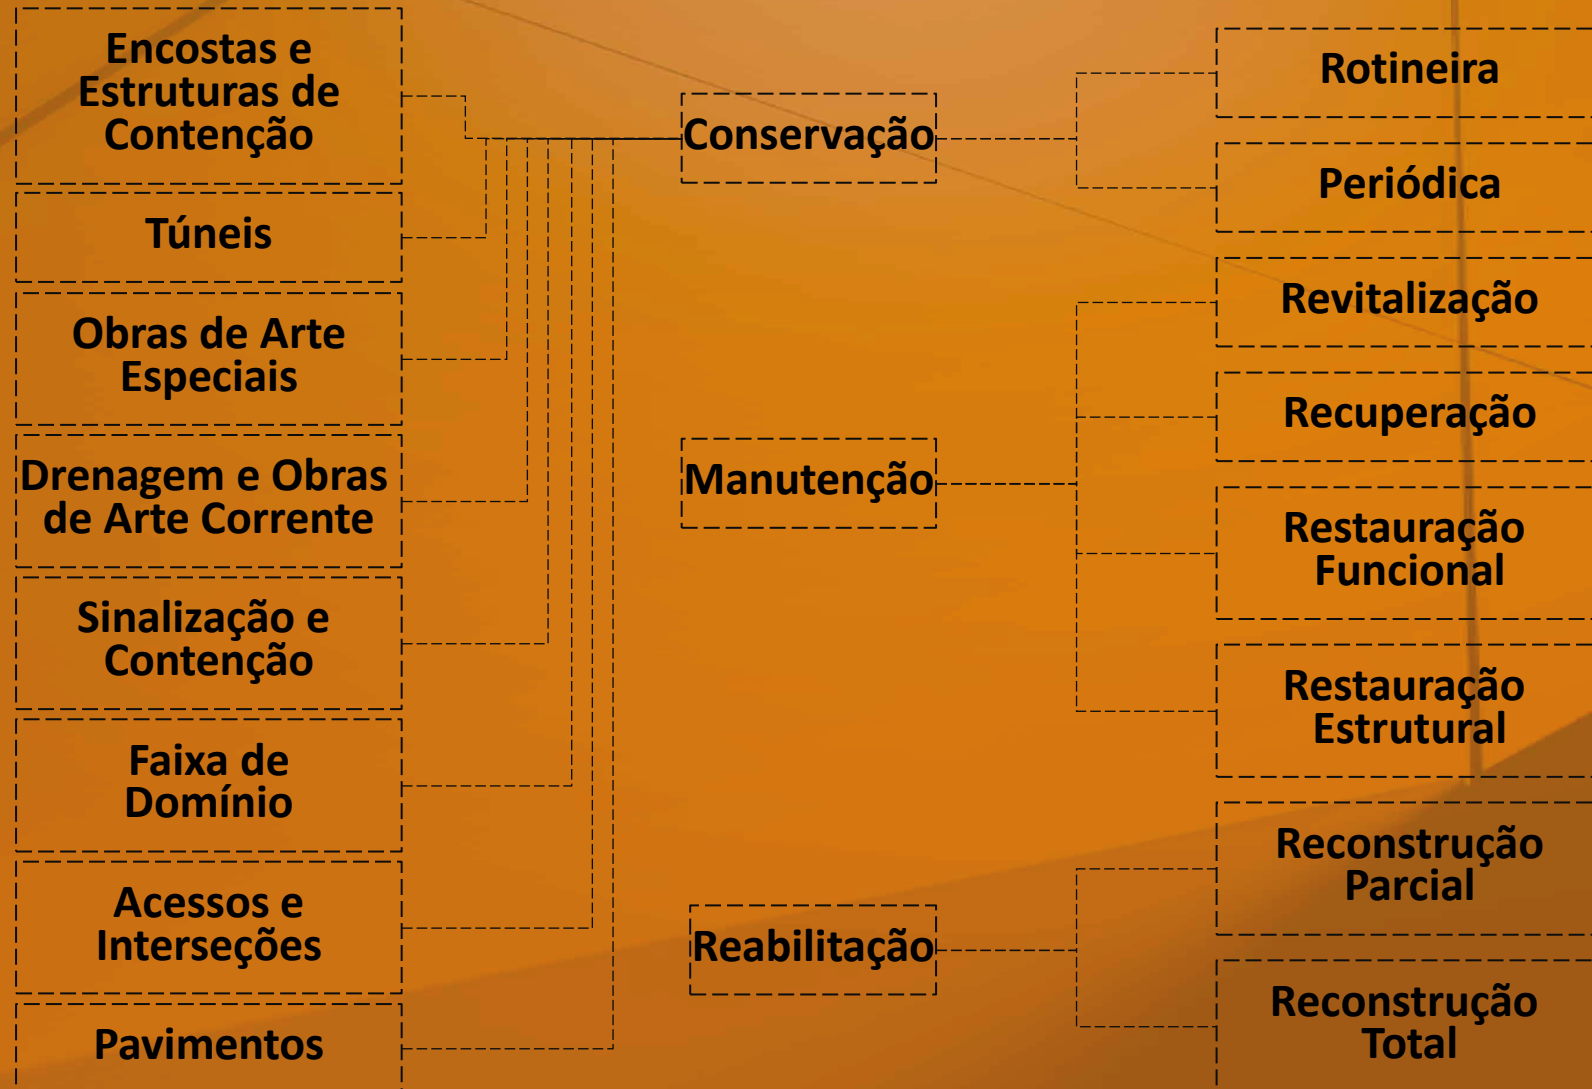 Encostas e
Estruturas de
Contenção
Túneis
Obras de Arte
Especiais
Drenagem e Obras
de Arte Corrente
Sinalização e
Contenção
Faixa de
Domínio
Acessos e
Interseções
Pavimentos
Conservação
Manutenção
Reabilitação
Rotineira
Periódica
Revitalização
Recuperação
Restauração
Funcional
Restauração
Estrutural
Reconstrução
Parcial
Reconstrução
Total